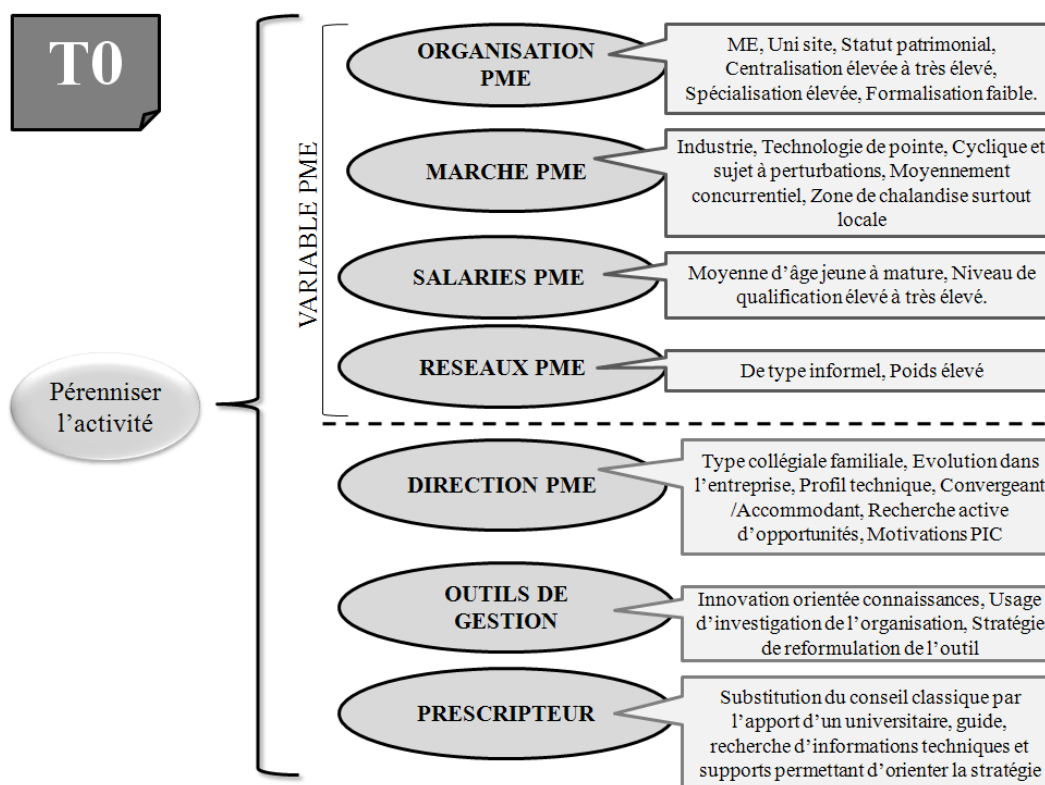 T0
VARIABLE PME
Pérenniser
l'activité
ORGANISATION
PME
ME, Uni site, Statut patrimonial,
Centralisation élevée à très élevé,
Spécialisation élevée, Formalisation faible.
MARCHE PME
Industrie, Technologie de pointe, Cyclique et
sujet à perturbations, Moyennement
concurrentiel, Zone de chalandise surtout
locale
SALARIES PME
Moyenne d'âge jeune à mature, Niveau de
qualification élevé à très élevé.
RESEAUX PME
De type informel, Poids élevé
DIRECTION PME
Type collégiale familiale, Evolution dans
l'entreprise, Profil technique, Convergeant
/Accommodant, Recherche active
d'opportunités, Motivations PIC
OUTILS DE
GESTION
Innovation orientée connaissances, Usage
d'investigation de l'organisation, Stratégie
de reformulation de l'outil
PRESCRIPTEUR
Substitution du conseil classique par
l'apport d'un universitaire, guide,
recherche d'informations techniques et
supports permettant d'orienter la stratégie